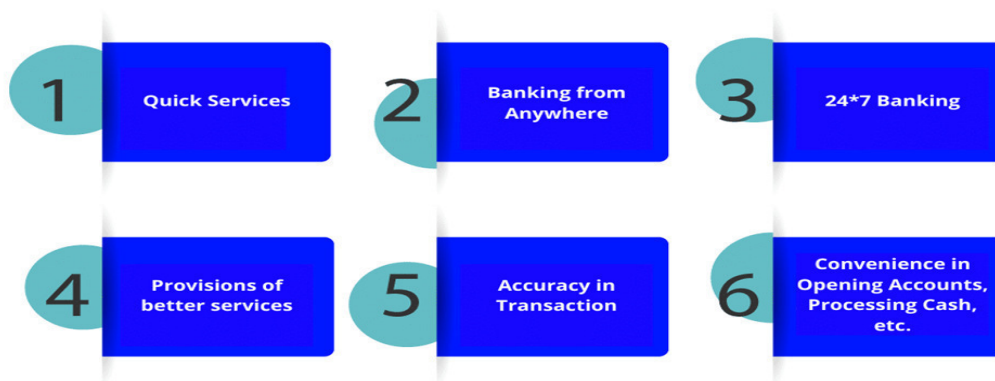 1
Quick Services
2
Banking from
Anywhere
3
24*7 Banking
4
Provisions of
better services
5
Accuracy in
Transaction
6
Convenience in
Opening Accounts,
Processing Cash,
etc.